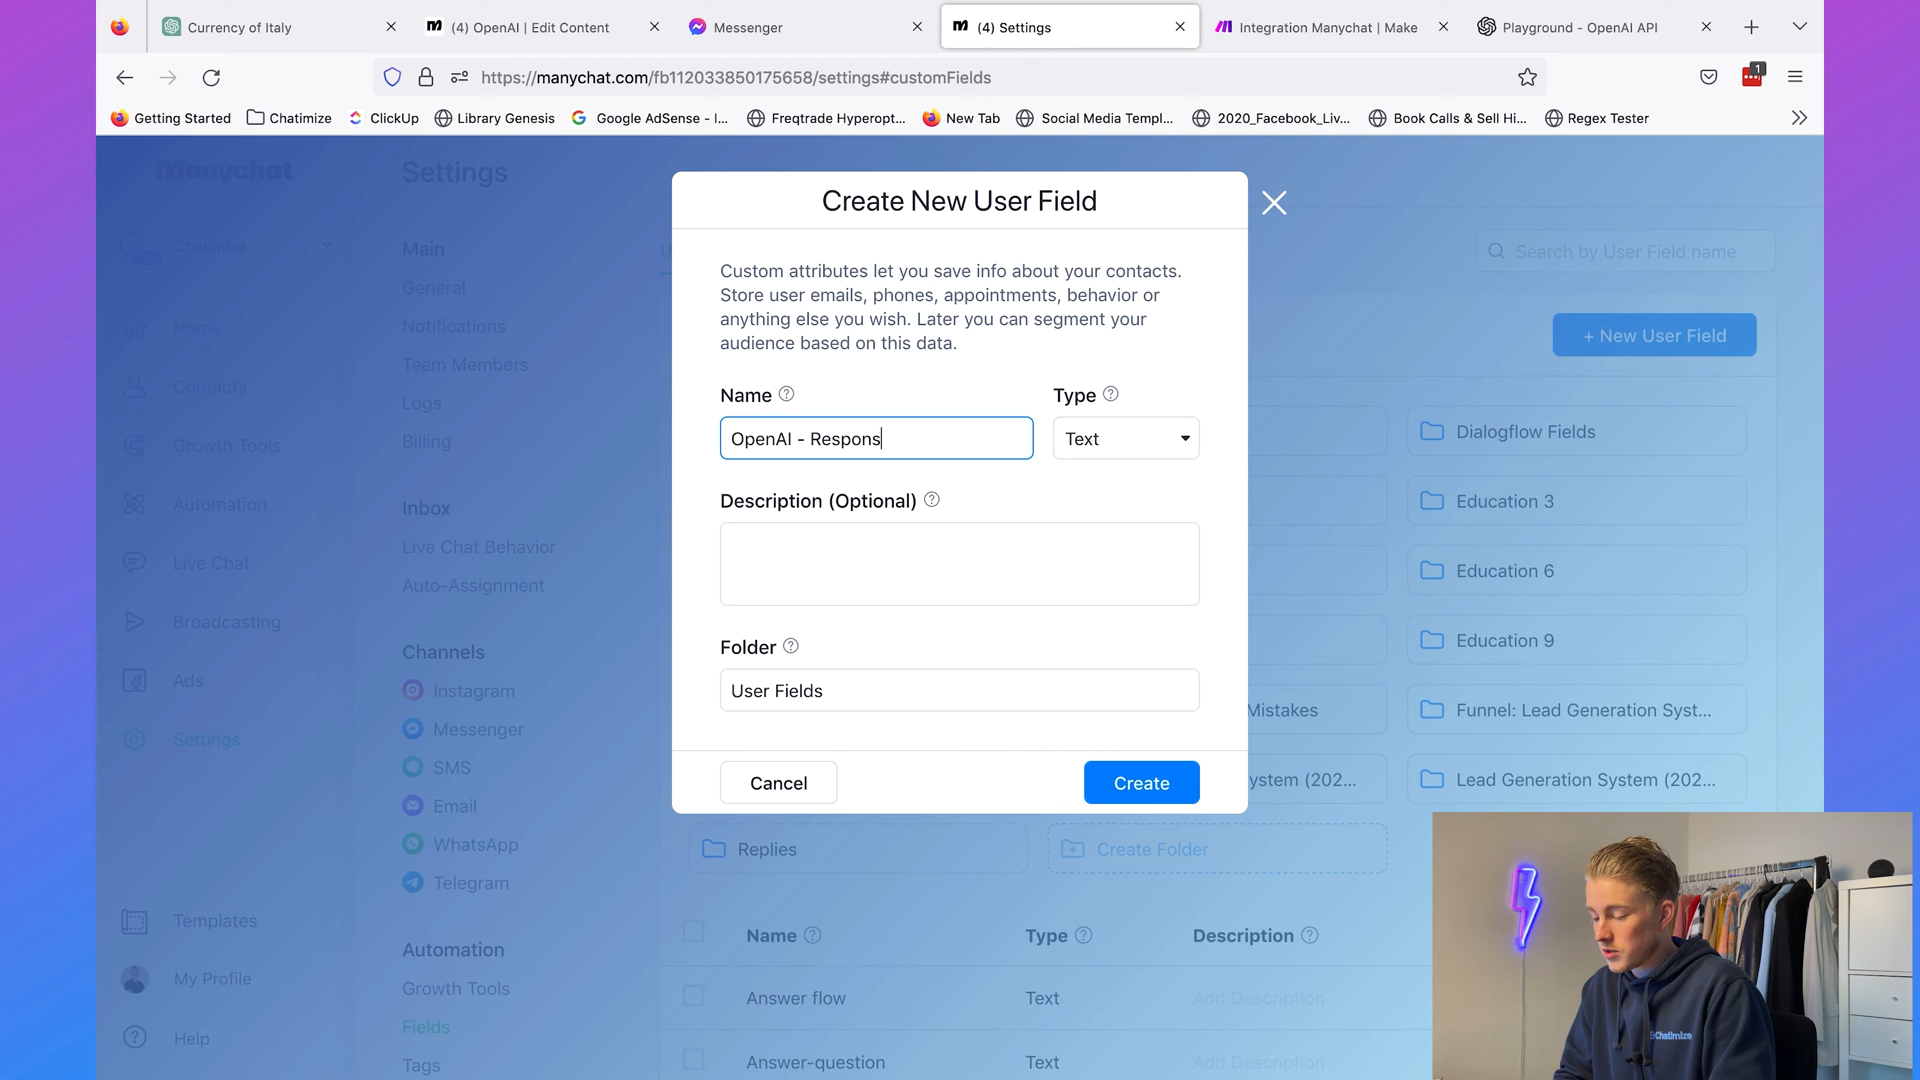 Currency of Italy
(4) OpenAI | Edit Content
Messenger
(4) Settings
Integration Manychat | Make
Playground - OpenAI API
https://manychat.com/fb112033850175658/settings#customFields
1
Getting Started
Chatimize
ClickUp
Library Genesis
Google AdSense - I...
Freqtrade Hyperopt...
New Tab
Social Media Templ...
2020_Facebook_Liv...
Book Calls & Sell Hi...
Regex Tester
Manychat
Chatimize
Home
Contacts
Growth Tools
Automation
Live Chat
Broadcasting
Ads
Settings
Templates
My Profile
Help
Settings
Main
General
Notifications
Team Members
Logs
Billing
Inbox
Live Chat Behavior
Auto-Assignment
Channels
Instagram
Messenger
SMS
Email
WhatsApp
Telegram
Automation
Growth Tools
Fields
Tags
Create New User Field
Custom attributes let you save info about your contacts.
Store user emails, phones, appointments, behavior or
anything else you wish. Later you can segment your
audience based on this data.
Name
Type
OpenAI - Respons
Text
Description (Optional)
Folder
User Fields
Cancel
Create
Search by User Field name
+ New User Field
Dialogflow Fields
Education 3
Education 6
Education 9
Mistakes
Funnel: Lead Generation Syst...
ystem (202...
Lead Generation System (202...
Replies
Create Folder
Name
Type
Description
Answer flow
Text
Add Description
Answer-question
Text
Add Description
Chatimize